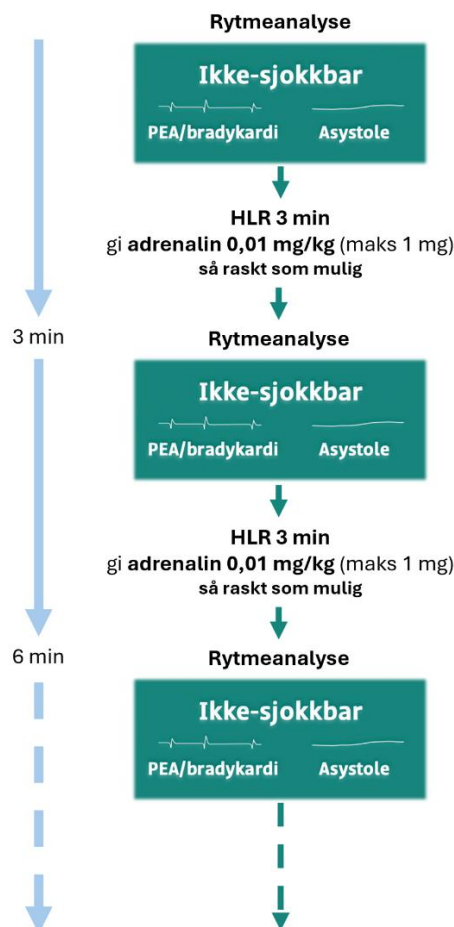 Rytmeanalyse
Ikke-sjokkbar
PEA/bradykardi Asystole
HLR 3 min
gi adrenalin 0,01 mg/kg (maks 1 mg)
så raskt som mulig
3 min Rytmeanalyse
Ikke-sjokkbar
PEA/bradykardi Asystole
HLR 3 min
gi adrenalin 0,01 mg/kg (maks 1 mg)
så raskt som mulig
6 min Rytmeanalyse
Ikke-sjokkbar
PEA/bradykardi Asystole